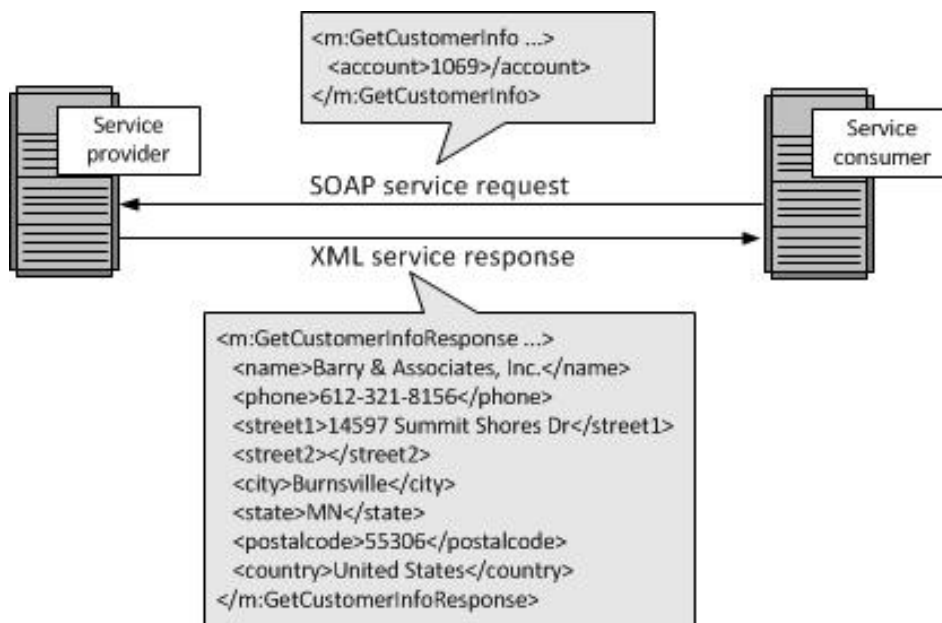 <m:GetCustomerInfo ...>
<account>1069>/account>
</m:GetCustomerInfo>
Service
provider
Service
consumer
SOAP service request
XML service response
<m:GetCustomerInfoResponse ...>
<name>Barry & Associates, Inc.</name>
<phone>612-321-8156</phone>
<street1>14597 Summit Shores Dr</street1>
<street2></street2>
<city>Burnsville</city>
<state>MN</state>
<postalcode>55306</postalcode>
<country>United States</country>
</m:GetCustomerInfoResponse>